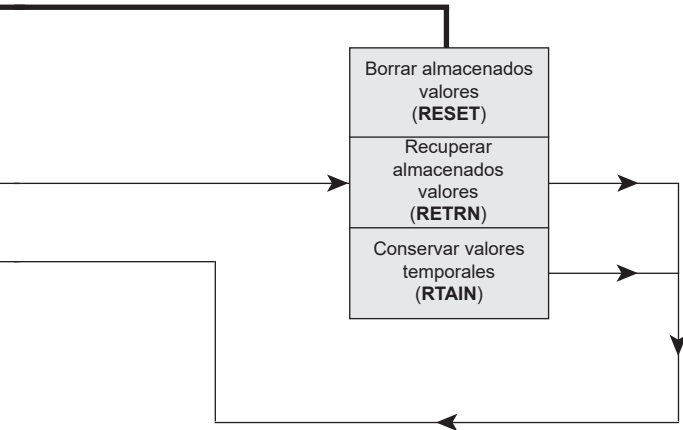 Borrar almacenados
valores
(RESET)
Recuperar
almacenados
valores
(RETRN)
Conservar valores
temporales
(RTAIN)